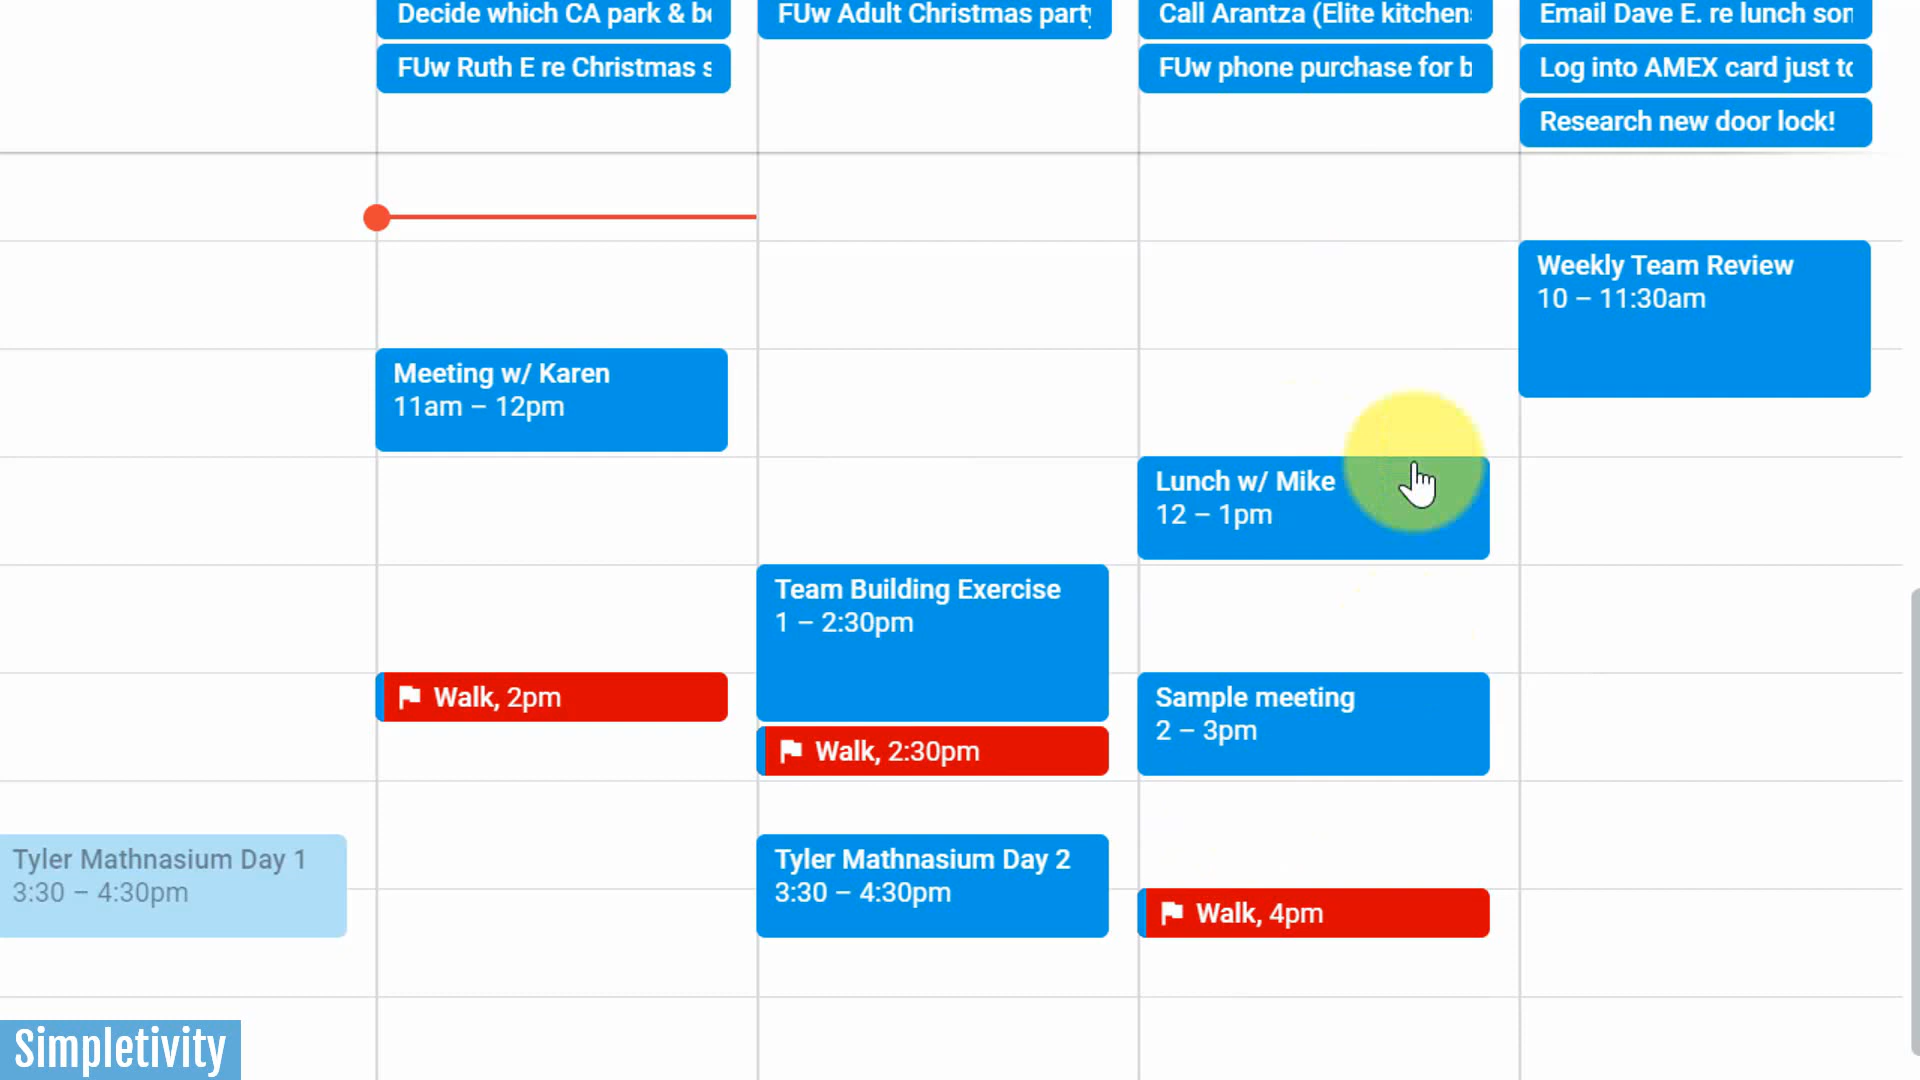 Decide which CA park & b
FUw Ruth E re Christmas s
FUw Adult Christmas party
Call Arantza (Elite kitchens
FUw phone purchase for b
Email Dave E. re lunch som
Log into AMEX card just to
Research new door lock!
Weekly Team Review
10 – 11:30am
Meeting w/ Karen
11am – 12pm
Lunch w/ Mike
12 – 1pm
Team Building Exercise
1 – 2:30pm
Walk, 2pm
Sample meeting
2 – 3pm
Walk, 2:30pm
Tyler Mathnasium Day 1
3:30 – 4:30pm
Tyler Mathnasium Day 2
3:30 – 4:30pm
Walk, 4pm
Simpletivity